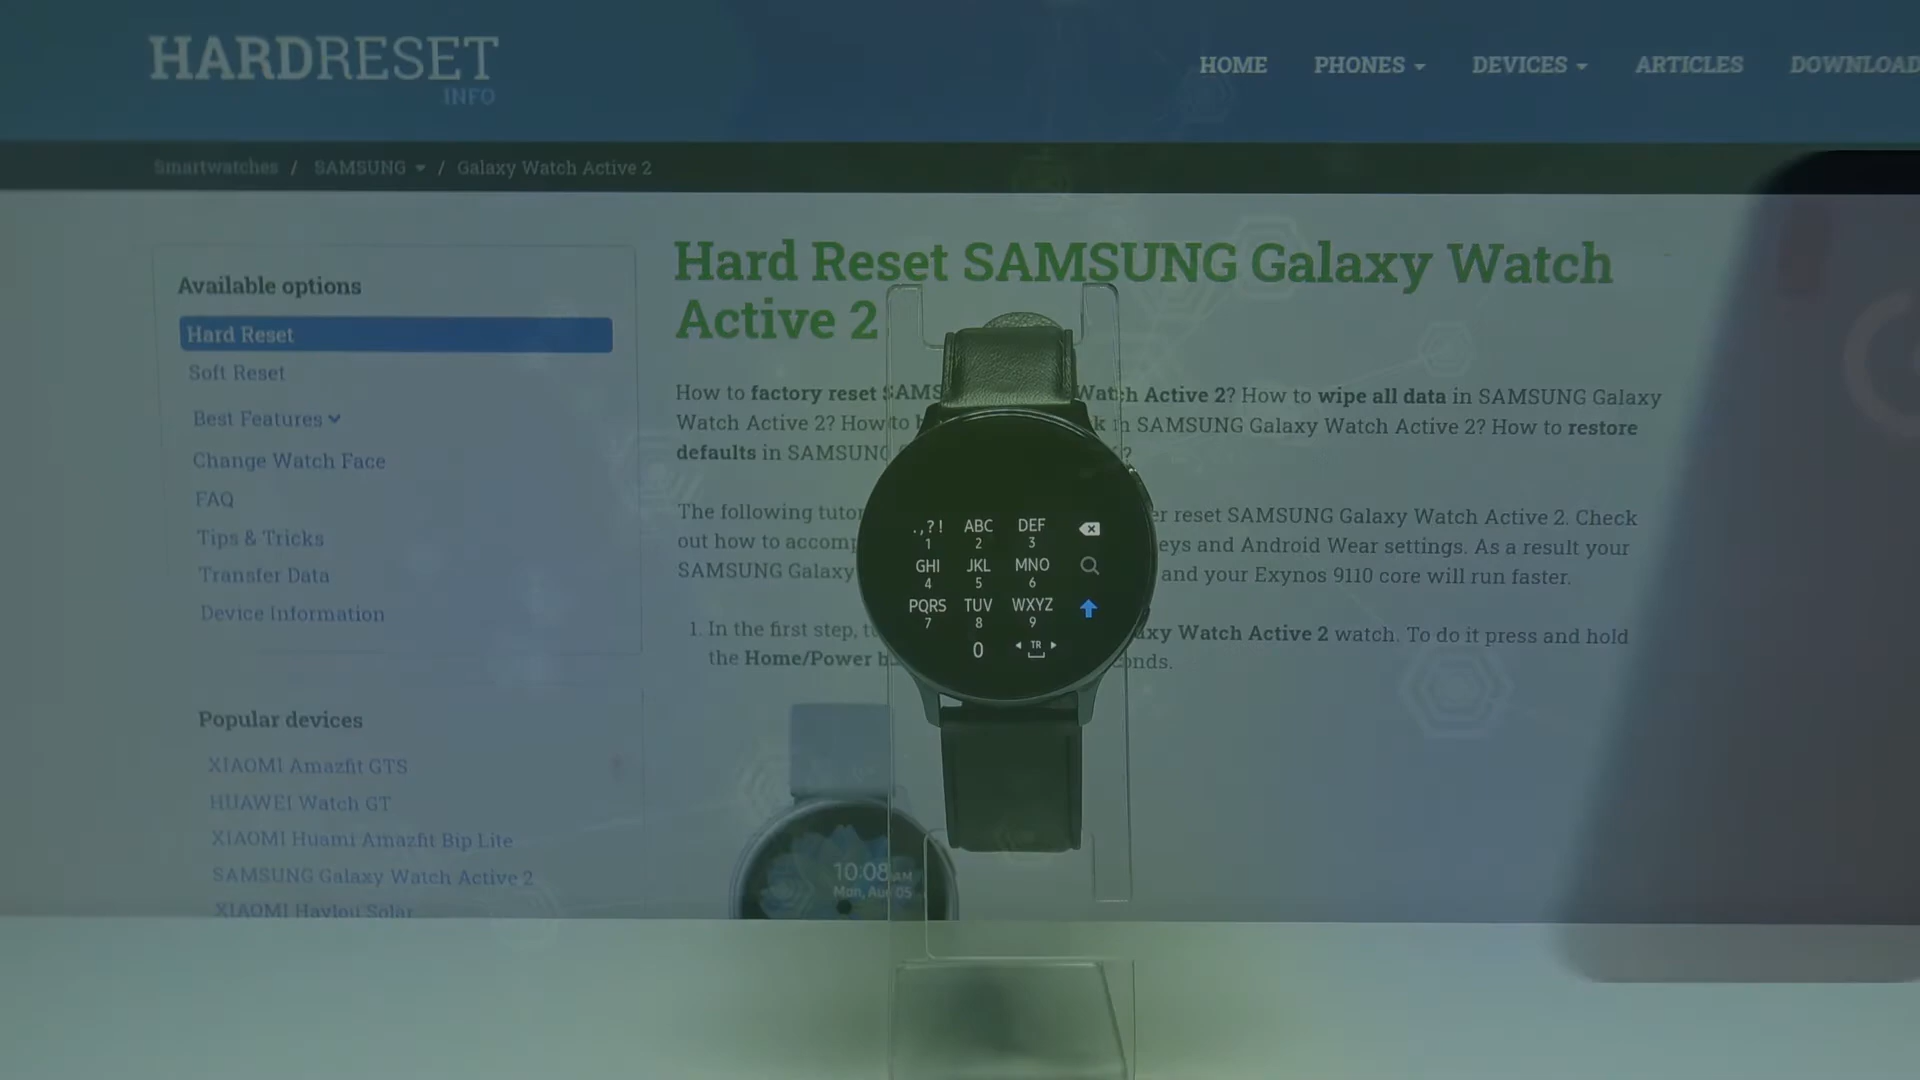 HARDRESET
INFO
HOME PHONES DEVICES ARTICLES DOWNLOAD
Smartwatches / SAMSUNG / Galaxy Watch Active 2
Available options
Hard Reset
Soft Reset
Best Features
Change Watch Face
FAQ
Tips & Tricks
Transfer Data
Device Information
Popular devices
XIAOMI Amazfit GTS
HUAWEI Watch GT
XIAOMI Huami Amazfit Bip Lite
SAMSUNG Galaxy Watch Active 2
XIAOMI Haylou Solar
Hard Reset SAMSUNG Galaxy Watch
Active 2
How to factory reset Watch Active 2? How to wipe all data in SAMSUNG Galaxy
Watch Active 2? How to in SAMSUNG Galaxy Watch Active 2? How to restore
defaults in SAMSUNG ?
The following reset SAMSUNG Galaxy Watch Active 2. Check
out how to and Android Wear settings. As a result your
SAMSUNG Galaxy and your Exynos 9110 core will run faster.
1. In the first step, Watch Active 2 watch. To do it press and hold
the Home/Power
10:08 AM
Mon, Aug 05
.,?! ABC DEF
1 2 3
GHI JKL MNO
4 5 6
PQRS TUV WXYZ
7 8 9
0 TR